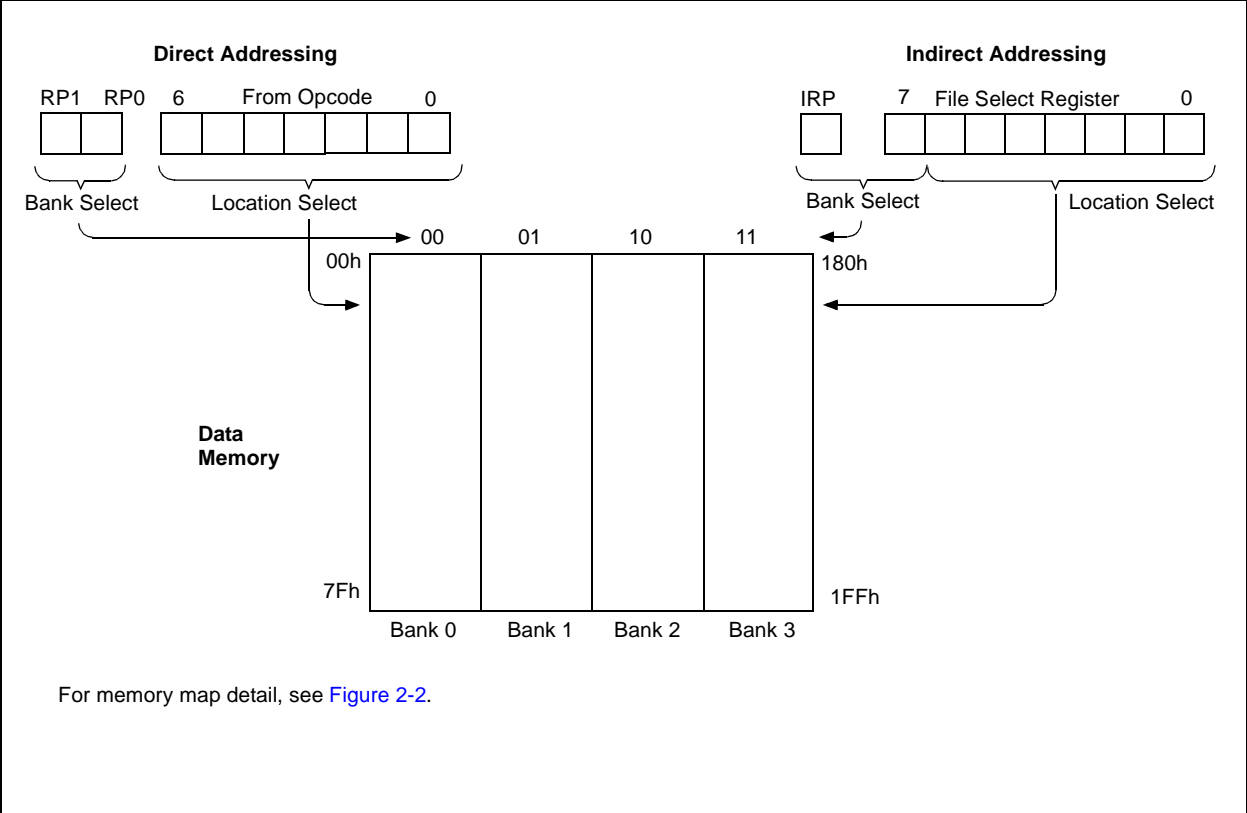 Direct Addressing
Indirect Addressing
RP1 RP0 6 From Opcode 0
IRP 7 File Select Register 0
Bank Select Location Select
Bank Select Location Select
00 01 10 11
00h 180h
Data
Memory
7Fh 1FFh
Bank 0 Bank 1 Bank 2 Bank 3
For memory map detail, see Figure 2-2.